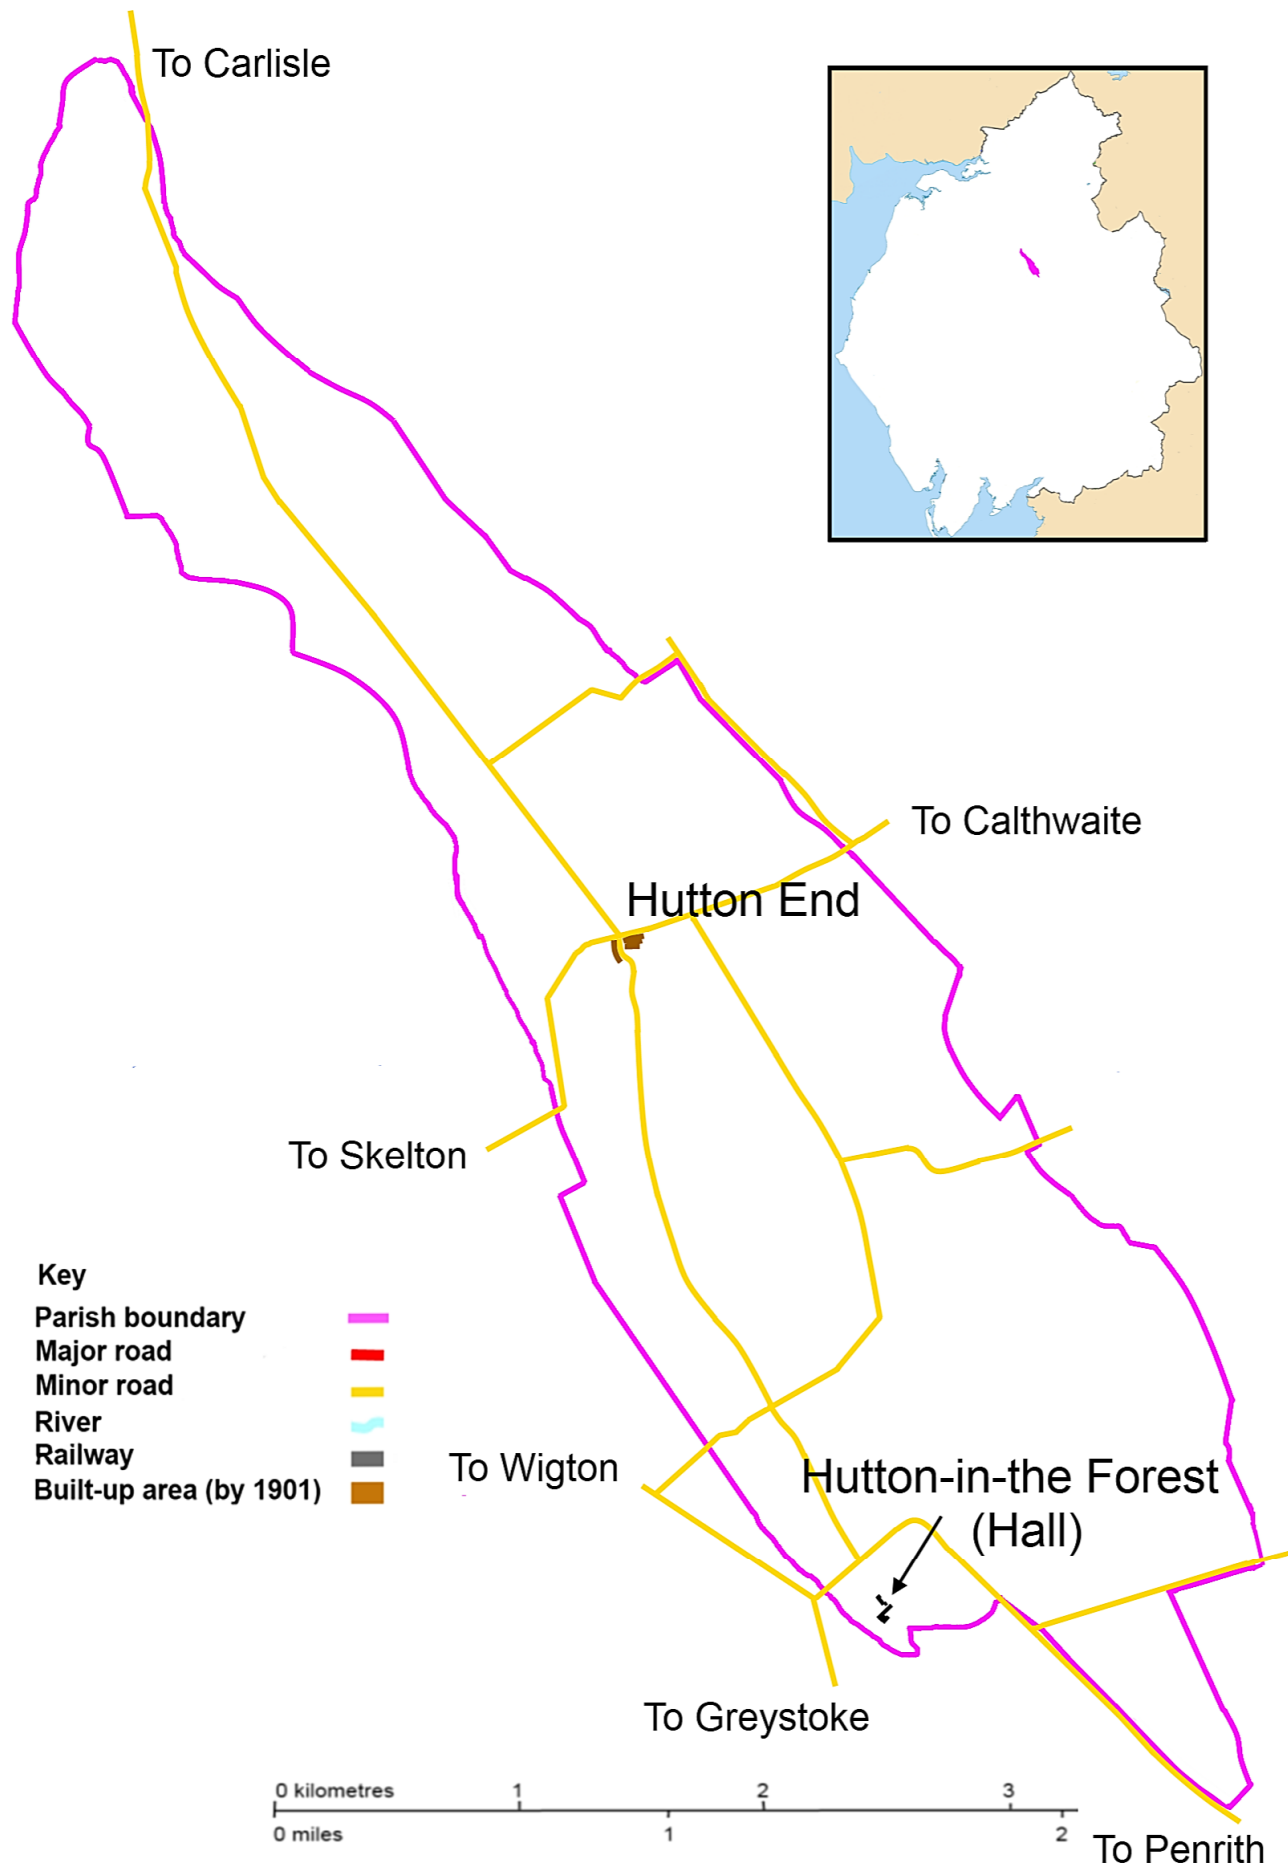 To Carlisle
To Calthwaite
Hutton End
To Skelton
Key
Parish boundary
Major road
Minor road
River
Railway
Built-up area (by 1901)
To Wigton
Hutton-in-the Forest
(Hall)
To Greystoke
0 kilometres 1 2 3
0 miles 1 2
To Penrith